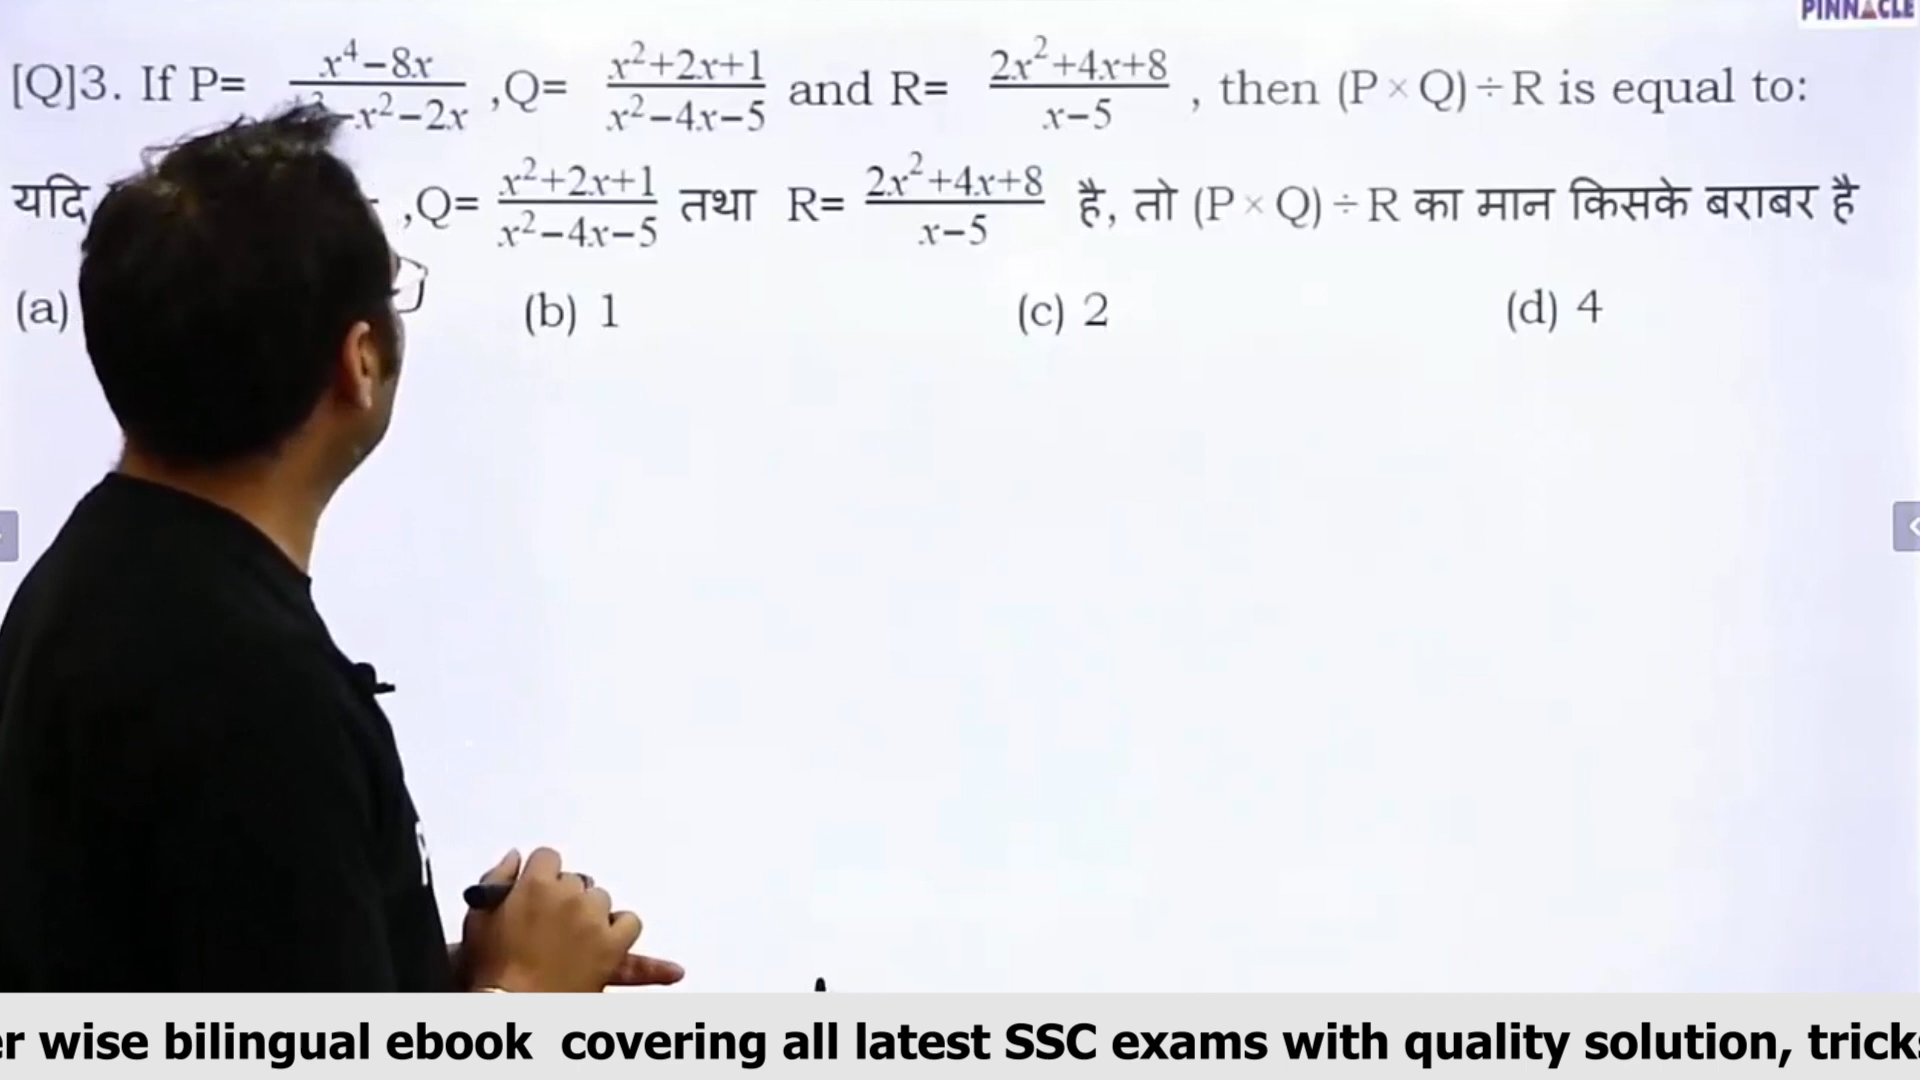 PINNACLE
[Q]3. If P= x⁴−8x / −x²−2x ,Q= x²+2x+1 / x²−4x−5 and R= 2x²+4x+8 / x−5 , then (P × Q) ÷ R is equal to:
यदि ,Q= x²+2x+1 / x²−4x−5 तथा R= 2x²+4x+8 / x−5 है, तो (P × Q) ÷ R का मान किसके बराबर है
(a) (b) 1 (c) 2 (d) 4
wise bilingual ebook covering all latest SSC exams with quality solution,